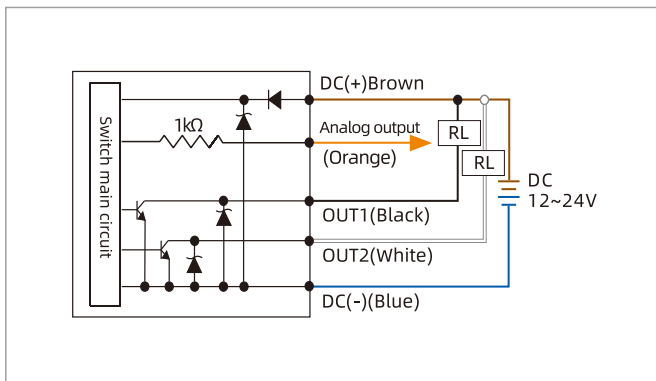 DC(+)Brown
Switch main circuit
1kΩ
Analog output
(Orange)
RL
RL
DC
12~24V
OUT1(Black)
OUT2(White)
DC(-)(Blue)